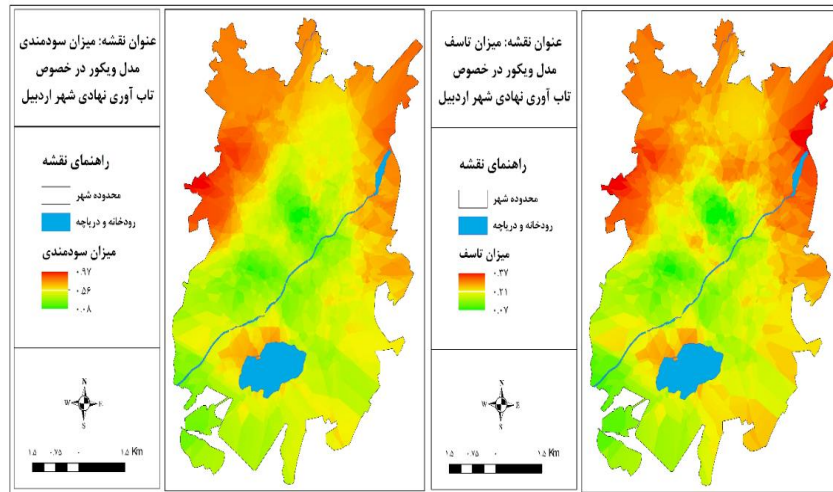 عنوان نقشه: میزان سودمندی
مدل ویکور در خصوص
تاب آوری نهادی شهر اردبیل
راهنمای نقشه
محدوده شهر
رودخانه و دریاچه
میزان سودمندی
۰.۹۷
۰.۵۶
۰.۰۸
N
W E
S
۱.۵ ۰.۷۵ ۰ ۱.۵ Km
عنوان نقشه: میزان تاسف
مدل ویکور در خصوص
تاب آوری نهادی شهر اردبیل
راهنمای نقشه
محدوده شهر
رودخانه و دریاچه
میزان تاسف
۰.۳۷
۰.۲۱
۰.۰۷
N
W E
S
۱.۵ ۰.۷۵ ۰ ۱.۵ Km